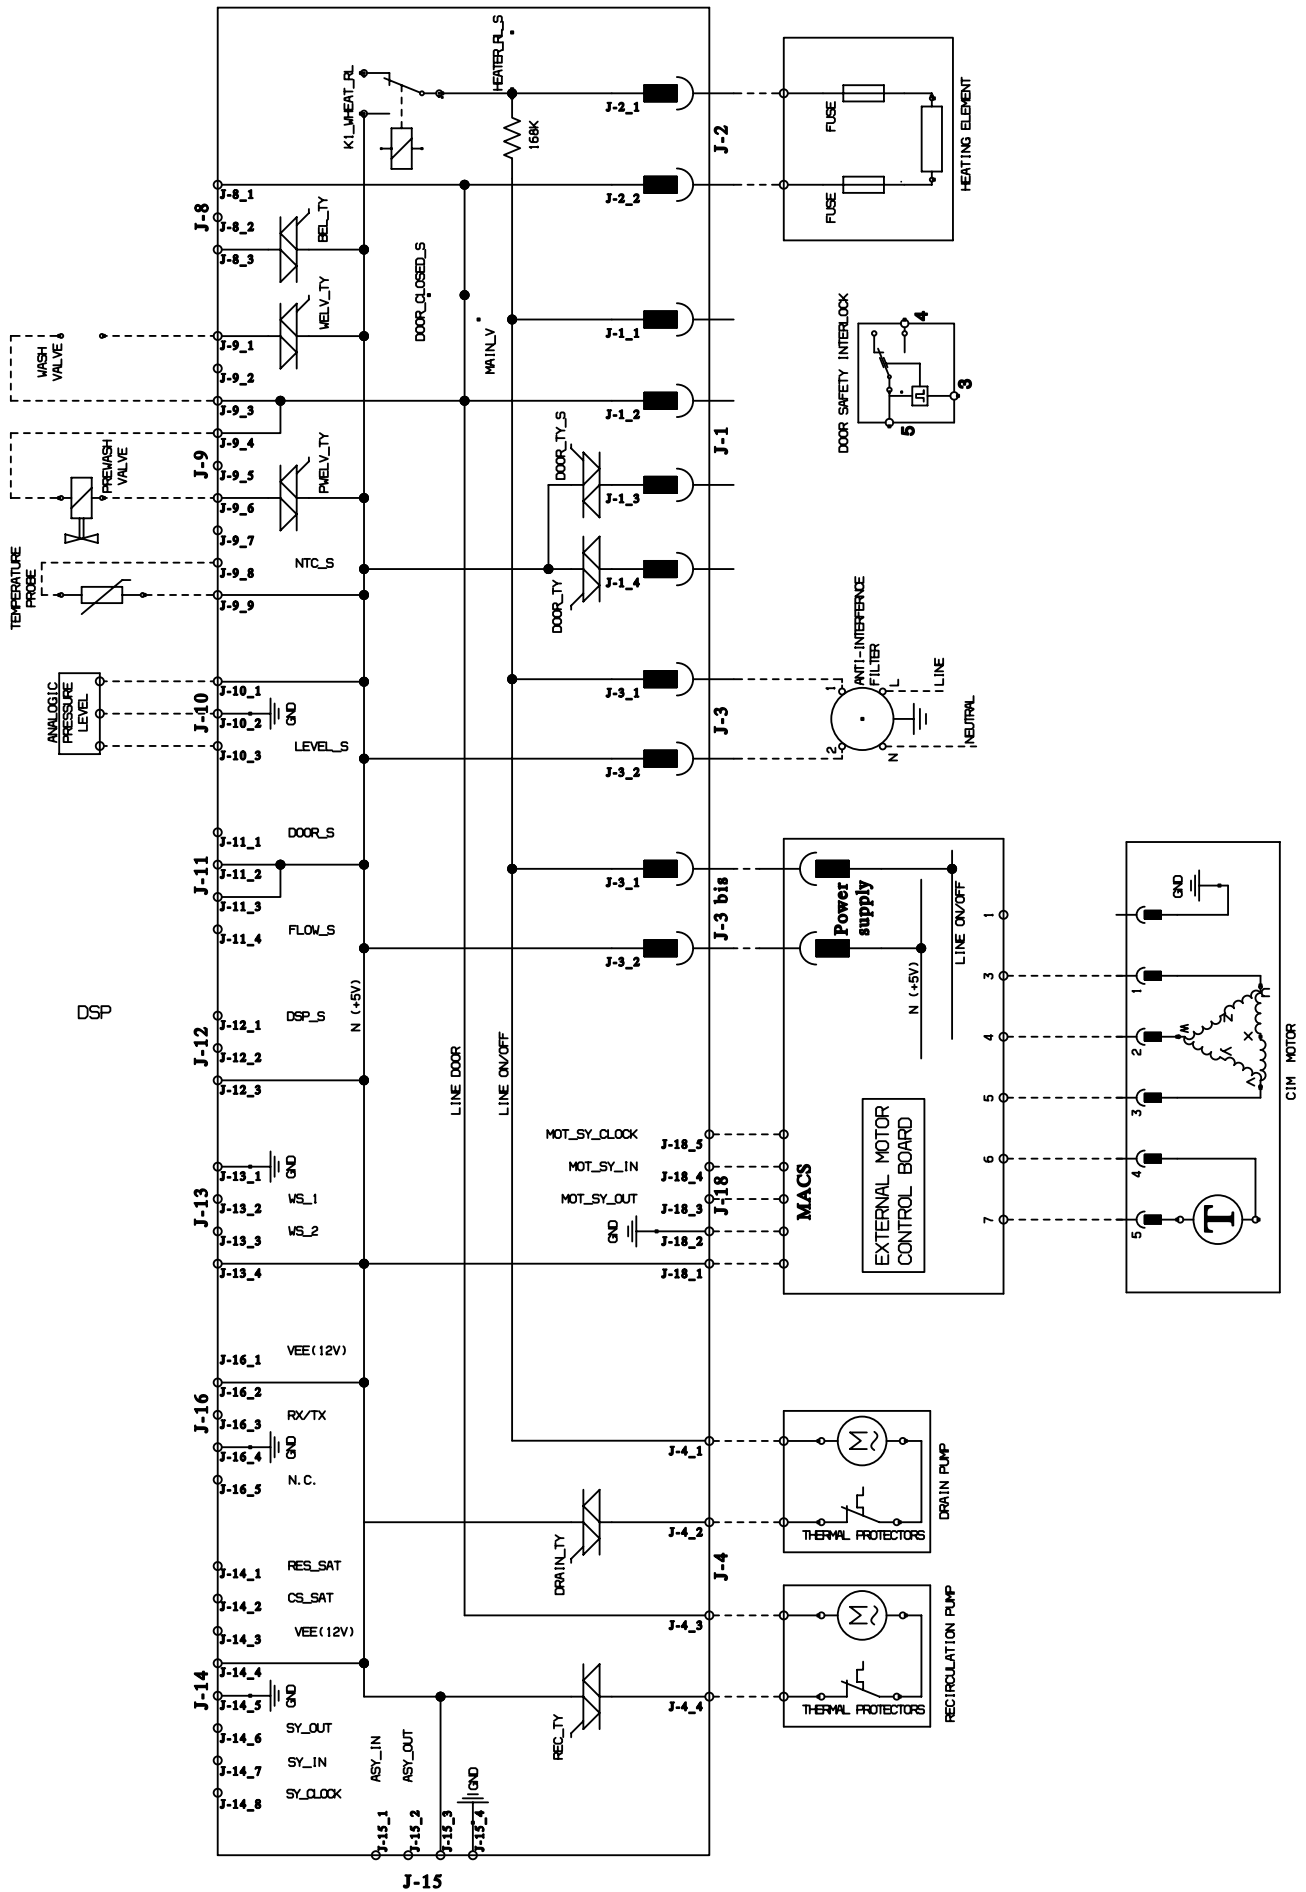 K1_WHEAT_RL
HEATER_RL_S
168K
J-2_1
J-2
J-2_2
FUSE
FUSE
HEATING ELEMENT
J-8_1
J-8
J-8_2
J-8_3
BEL_TY
WELV_TY
WASH
VALVE
J-9_1
J-9_2
J-9_3
J-9_4
J-9
J-9_5
J-9_6
J-9_7
J-9_8
J-9_9
PREWASH
VALVE
PWELV_TY
NTC_S
TEMPERATURE
PROBE
DOOR_CLOSED_S
MAIN_V
J-1_1
J-1_2
J-1
J-1_3
J-1_4
DOOR_TY_S
DOOR_TY
DOOR SAFETY INTERLOCK
4
3
5
ANALOGIC
PRESSURE
LEVEL
J-10_1
J-10
J-10_2
GND
J-10_3
LEVEL_S
J-3_1
J-3
J-3_2
ANTI-INTERFERNCE
FILTER
1
2
L
N
LINE
NEUTRAL
J-11_1
DOOR_S
J-11
J-11_2
J-11_3
J-11_4
FLOW_S
J-3_1
J-3 bis
J-3_2
Power
supply
N (+5V)
LINE ON/OFF
DSP
J-12_1
DSP_S
J-12
J-12_2
J-12_3
N (+5V)
LINE DOOR
LINE ON/OFF
J-13_1
GND
J-13
J-13_2
WS_1
J-13_3
WS_2
J-13_4
MOT_SY_CLOCK
J-18_5
MOT_SY_IN
J-18_4
MOT_SY_OUT
J-18_3
J-18
GND
J-18_2
J-18_1
MACS
EXTERNAL MOTOR
CONTROL BOARD
1
3
4
5
6
7
GND
1
2
3
4
5
U
Z
W
X
Y
V
T
CIM MOTOR
J-16_1
VEE(12V)
J-16
J-16_2
J-16_3
RX/TX
J-16_4
GND
J-16_5
N.C.
J-4_1
J-4_2
J-4
J-4_3
J-4_4
DRAIN_TY
REC_TY
M
THERMAL PROTECTORS
DRAIN PUMP
M
THERMAL PROTECTORS
RECIRCULATION PUMP
J-14_1
RES_SAT
J-14_2
CS_SAT
J-14_3
VEE(12V)
J-14_4
J-14
J-14_5
GND
J-14_6
SY_OUT
J-14_7
SY_IN
J-14_8
SY_CLOCK
ASY_IN
ASY_OUT
GND
J-15_1
J-15_2
J-15_3
J-15_4
J-15